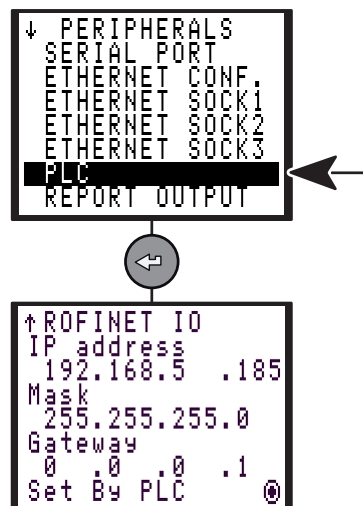 ↓ PERIPHERALS
SERIAL PORT
ETHERNET CONF.
ETHERNET SOCK1
ETHERNET SOCK2
ETHERNET SOCK3
PLC
REPORT OUTPUT
↑ROFINET IO
IP address
192.168.5 .185
Mask
255.255.255.0
Gateway
0 .0 .0 .1
Set By PLC